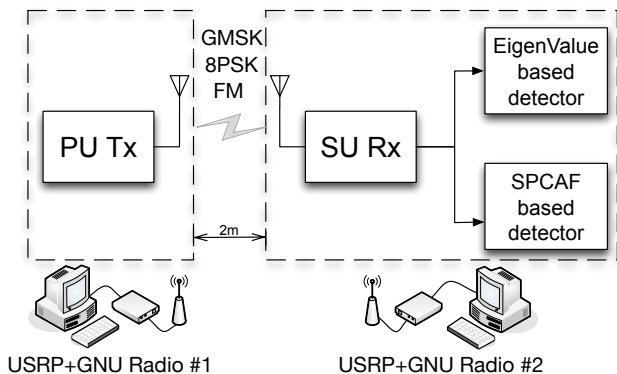 GMSK
8PSK
FM
PU Tx
SU Rx
EigenValue
based
detector
SPCAF
based
detector
2m
USRP+GNU Radio #1
USRP+GNU Radio #2